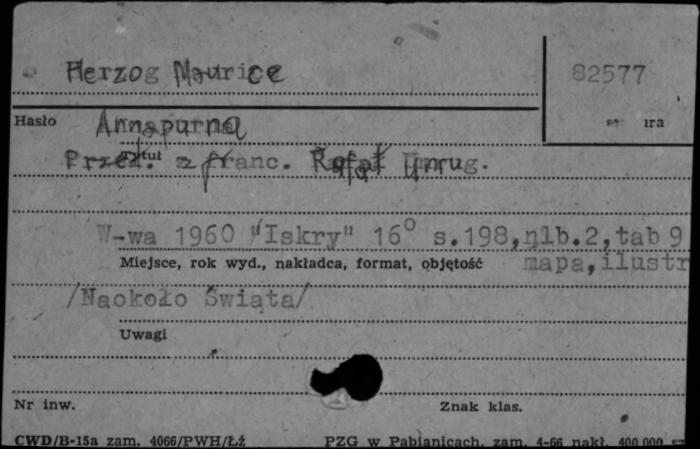 Herzog Maurice
82577
Hasło
Annapurna
ira
Tytuł
Przeł. z franc. Rafał Unrug.
W-wa 1960 "Iskry" 16° s.198,nlb.2,tab 9
Miejsce, rok wyd., nakładca, format, objętość
mapa,ilustr
/Naokoło Świata/
Uwagi
Nr inw.
Znak klas.
CWD/B-15a zam. 4066/PWH/Łź
PZG w Pabianicach, zam. 4-66 nakł. 400 000 sz